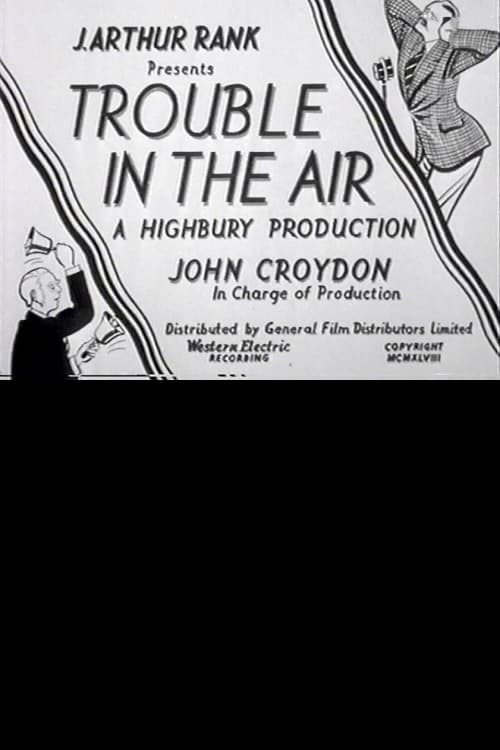 J. ARTHUR RANK
Presents
TROUBLE
IN THE AIR
A HIGHBURY PRODUCTION
JOHN CROYDON
In Charge of Production
Distributed by General Film Distributors Limited
Western Electric
RECORDING
COPYRIGHT
MCMXLVIII